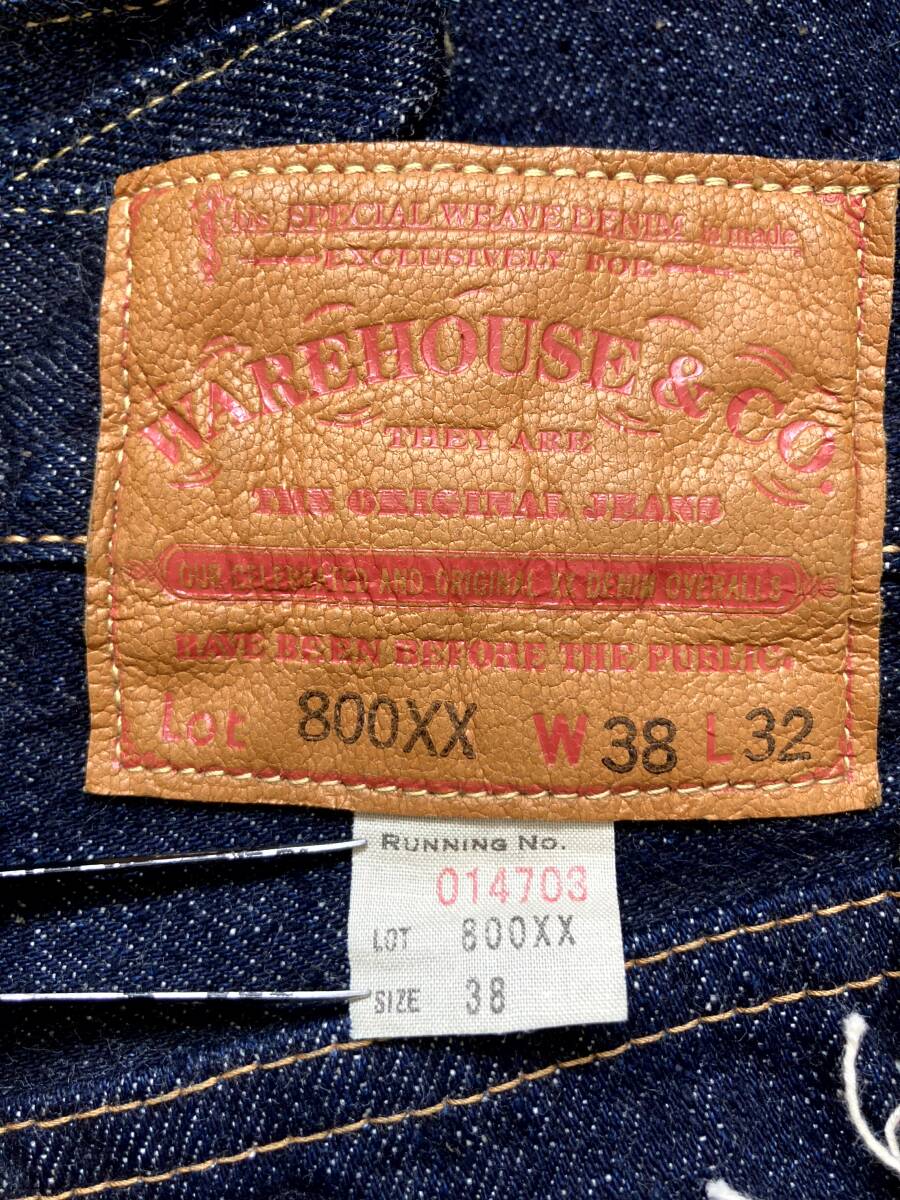 This SPECIAL WEAVE DENIM is made
EXCLUSIVELY FOR
WAREHOUSE & CO.
THEY ARE
THE ORIGINAL JEANS
OUR CELEBRATED AND ORIGINAL XX DENIM OVERALLS
HAVE BEEN BEFORE THE PUBLIC.
Lot 800XX W 38 L 32
RUNNING NO.
014703
LOT 800XX
SIZE 38